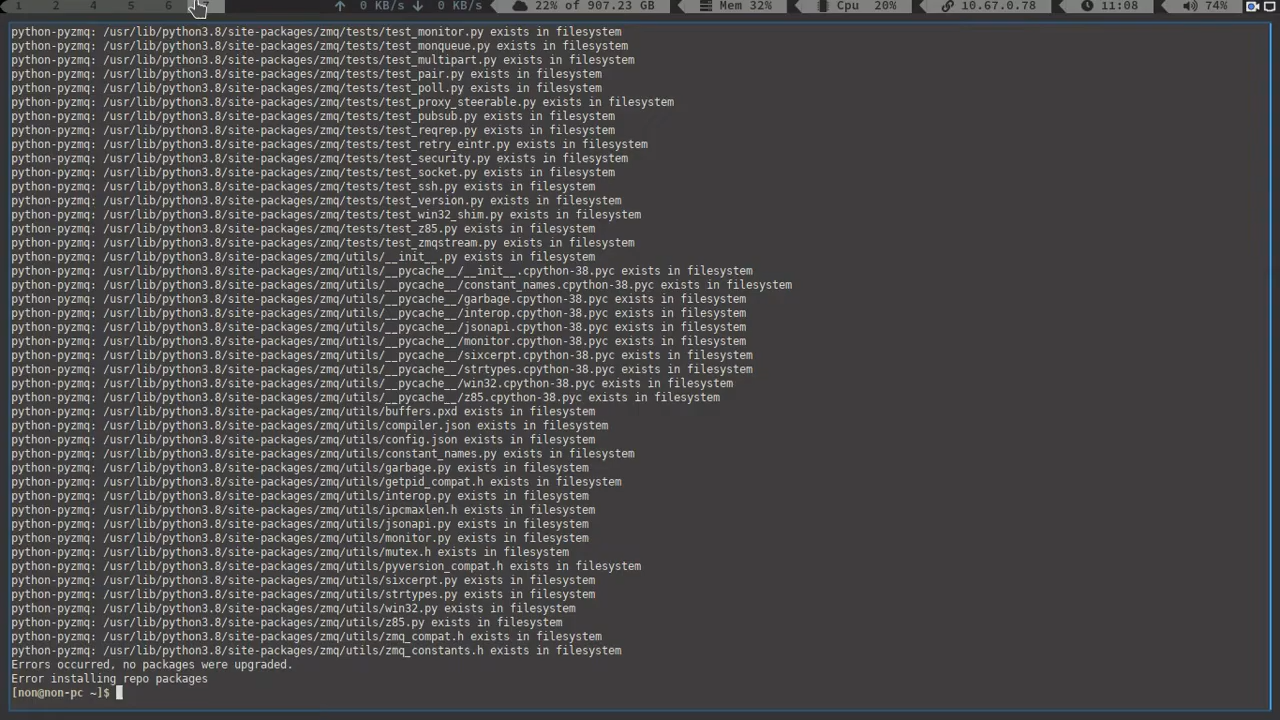 1 2 4 5 6 0 KB/s 0 KB/s 22% of 907.23 GB Mem 32% Cpu 20% 10.67.0.78 11:08 74%
python-pyzmq: /usr/lib/python3.8/site-packages/zmq/tests/test_monitor.py exists in filesystem
python-pyzmq: /usr/lib/python3.8/site-packages/zmq/tests/test_monqueue.py exists in filesystem
python-pyzmq: /usr/lib/python3.8/site-packages/zmq/tests/test_multipart.py exists in filesystem
python-pyzmq: /usr/lib/python3.8/site-packages/zmq/tests/test_pair.py exists in filesystem
python-pyzmq: /usr/lib/python3.8/site-packages/zmq/tests/test_poll.py exists in filesystem
python-pyzmq: /usr/lib/python3.8/site-packages/zmq/tests/test_proxy_steerable.py exists in filesystem
python-pyzmq: /usr/lib/python3.8/site-packages/zmq/tests/test_pubsub.py exists in filesystem
python-pyzmq: /usr/lib/python3.8/site-packages/zmq/tests/test_reqrep.py exists in filesystem
python-pyzmq: /usr/lib/python3.8/site-packages/zmq/tests/test_retry_eintr.py exists in filesystem
python-pyzmq: /usr/lib/python3.8/site-packages/zmq/tests/test_security.py exists in filesystem
python-pyzmq: /usr/lib/python3.8/site-packages/zmq/tests/test_socket.py exists in filesystem
python-pyzmq: /usr/lib/python3.8/site-packages/zmq/tests/test_ssh.py exists in filesystem
python-pyzmq: /usr/lib/python3.8/site-packages/zmq/tests/test_version.py exists in filesystem
python-pyzmq: /usr/lib/python3.8/site-packages/zmq/tests/test_win32_shim.py exists in filesystem
python-pyzmq: /usr/lib/python3.8/site-packages/zmq/tests/test_z85.py exists in filesystem
python-pyzmq: /usr/lib/python3.8/site-packages/zmq/tests/test_zmqstream.py exists in filesystem
python-pyzmq: /usr/lib/python3.8/site-packages/zmq/utils/__init__.py exists in filesystem
python-pyzmq: /usr/lib/python3.8/site-packages/zmq/utils/__pycache__/__init__.cpython-38.pyc exists in filesystem
python-pyzmq: /usr/lib/python3.8/site-packages/zmq/utils/__pycache__/constant_names.cpython-38.pyc exists in filesystem
python-pyzmq: /usr/lib/python3.8/site-packages/zmq/utils/__pycache__/garbage.cpython-38.pyc exists in filesystem
python-pyzmq: /usr/lib/python3.8/site-packages/zmq/utils/__pycache__/interop.cpython-38.pyc exists in filesystem
python-pyzmq: /usr/lib/python3.8/site-packages/zmq/utils/__pycache__/jsonapi.cpython-38.pyc exists in filesystem
python-pyzmq: /usr/lib/python3.8/site-packages/zmq/utils/__pycache__/monitor.cpython-38.pyc exists in filesystem
python-pyzmq: /usr/lib/python3.8/site-packages/zmq/utils/__pycache__/sixcerpt.cpython-38.pyc exists in filesystem
python-pyzmq: /usr/lib/python3.8/site-packages/zmq/utils/__pycache__/strtypes.cpython-38.pyc exists in filesystem
python-pyzmq: /usr/lib/python3.8/site-packages/zmq/utils/__pycache__/win32.cpython-38.pyc exists in filesystem
python-pyzmq: /usr/lib/python3.8/site-packages/zmq/utils/__pycache__/z85.cpython-38.pyc exists in filesystem
python-pyzmq: /usr/lib/python3.8/site-packages/zmq/utils/buffers.pxd exists in filesystem
python-pyzmq: /usr/lib/python3.8/site-packages/zmq/utils/compiler.json exists in filesystem
python-pyzmq: /usr/lib/python3.8/site-packages/zmq/utils/config.json exists in filesystem
python-pyzmq: /usr/lib/python3.8/site-packages/zmq/utils/constant_names.py exists in filesystem
python-pyzmq: /usr/lib/python3.8/site-packages/zmq/utils/garbage.py exists in filesystem
python-pyzmq: /usr/lib/python3.8/site-packages/zmq/utils/getpid_compat.h exists in filesystem
python-pyzmq: /usr/lib/python3.8/site-packages/zmq/utils/interop.py exists in filesystem
python-pyzmq: /usr/lib/python3.8/site-packages/zmq/utils/ipcmaxlen.h exists in filesystem
python-pyzmq: /usr/lib/python3.8/site-packages/zmq/utils/jsonapi.py exists in filesystem
python-pyzmq: /usr/lib/python3.8/site-packages/zmq/utils/monitor.py exists in filesystem
python-pyzmq: /usr/lib/python3.8/site-packages/zmq/utils/mutex.h exists in filesystem
python-pyzmq: /usr/lib/python3.8/site-packages/zmq/utils/pyversion_compat.h exists in filesystem
python-pyzmq: /usr/lib/python3.8/site-packages/zmq/utils/sixcerpt.py exists in filesystem
python-pyzmq: /usr/lib/python3.8/site-packages/zmq/utils/strtypes.py exists in filesystem
python-pyzmq: /usr/lib/python3.8/site-packages/zmq/utils/win32.py exists in filesystem
python-pyzmq: /usr/lib/python3.8/site-packages/zmq/utils/z85.py exists in filesystem
python-pyzmq: /usr/lib/python3.8/site-packages/zmq/utils/zmq_compat.h exists in filesystem
python-pyzmq: /usr/lib/python3.8/site-packages/zmq/utils/zmq_constants.h exists in filesystem
Errors occurred, no packages were upgraded.
Error installing repo packages
[non@non-pc ~]$